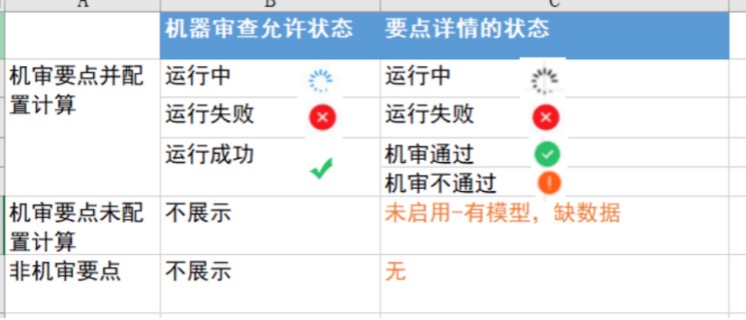 A B C
机器审查允许状态 要点详情的状态
机审要点并配置计算 运行中 运行中
运行失败 运行失败
运行成功 机审通过
机审不通过
机审要点未配置计算 不展示 未启用-有模型，缺数据
非机审要点 不展示 无